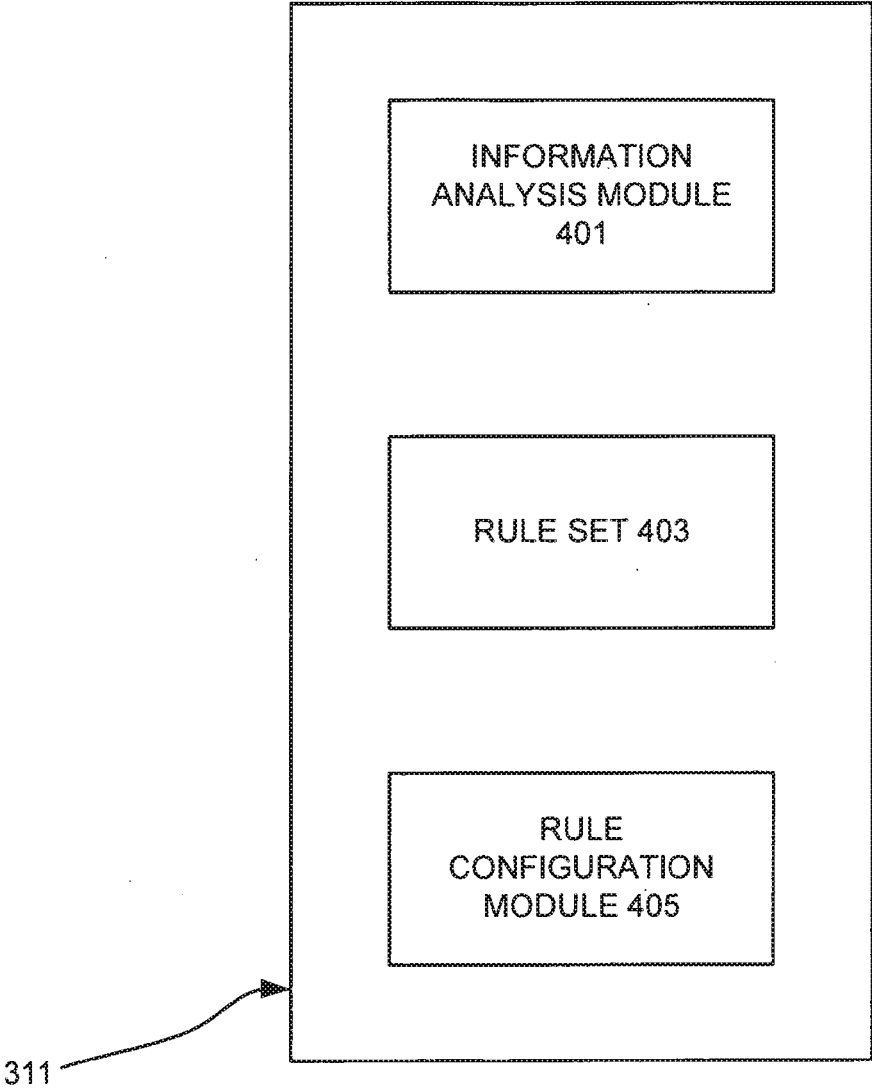 INFORMATION
ANALYSIS MODULE
401
RULE SET 403
RULE
CONFIGURATION
MODULE 405
311